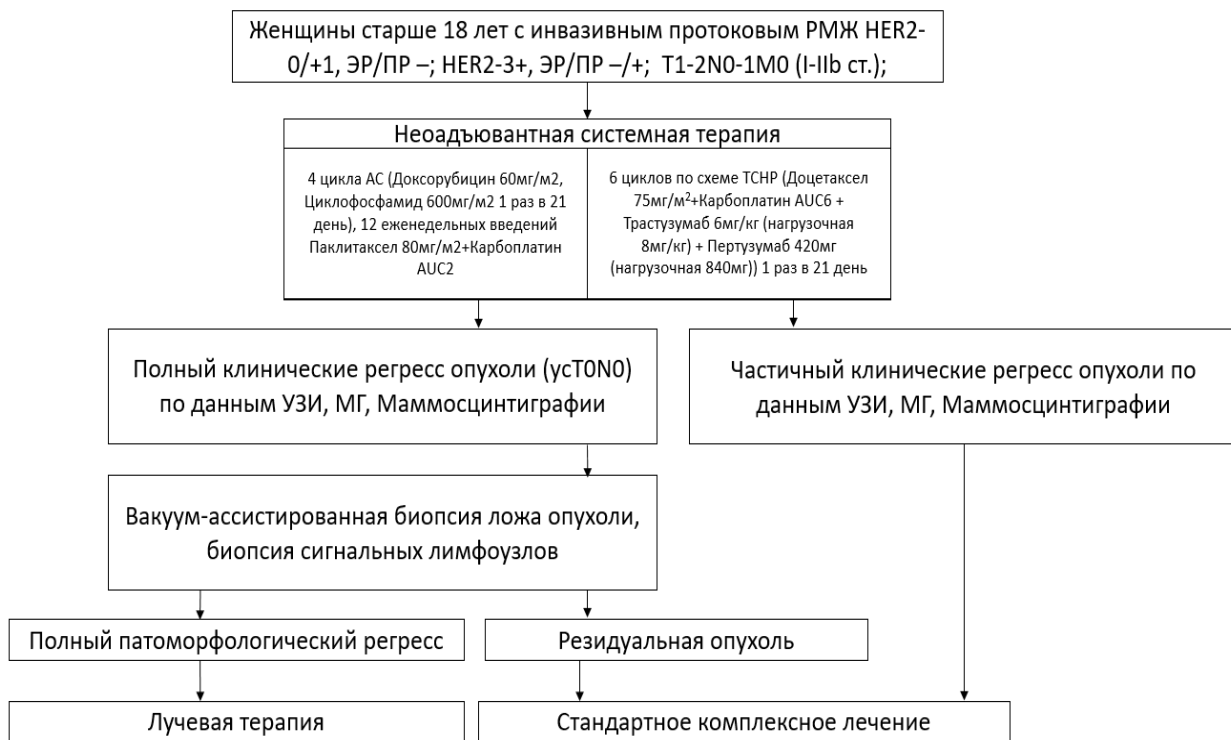 Женщины старше 18 лет с инвазивным протоковым РМЖ HER2-
0/+1, ЭР/ПР –; HER2-3+, ЭР/ПР –/+; T1-2N0-1M0 (I-IIb ст.);
Неоадъювантная системная терапия
4 цикла АС (Доксорубицин 60мг/м2,
Циклофосфамид 600мг/м2 1 раз в 21
день), 12 еженедельных введений
Паклитаксел 80мг/м2+Карбоплатин
AUC2
6 циклов по схеме ТСНР (Доцетаксел
75мг/м²+Карбоплатин AUC6 +
Трастузумаб 6мг/кг (нагрузочная
8мг/кг) + Пертузумаб 420мг
(нагрузочная 840мг)) 1 раз в 21 день
Полный клинические регресс опухоли (усТ0N0)
по данным УЗИ, МГ, Маммосцинтиграфии
Частичный клинические регресс опухоли по
данным УЗИ, МГ, Маммосцинтиграфии
Вакуум-ассистированная биопсия ложа опухоли,
биопсия сигнальных лимфоузлов
Полный патоморфологический регресс
Резидуальная опухоль
Лучевая терапия
Стандартное комплексное лечение